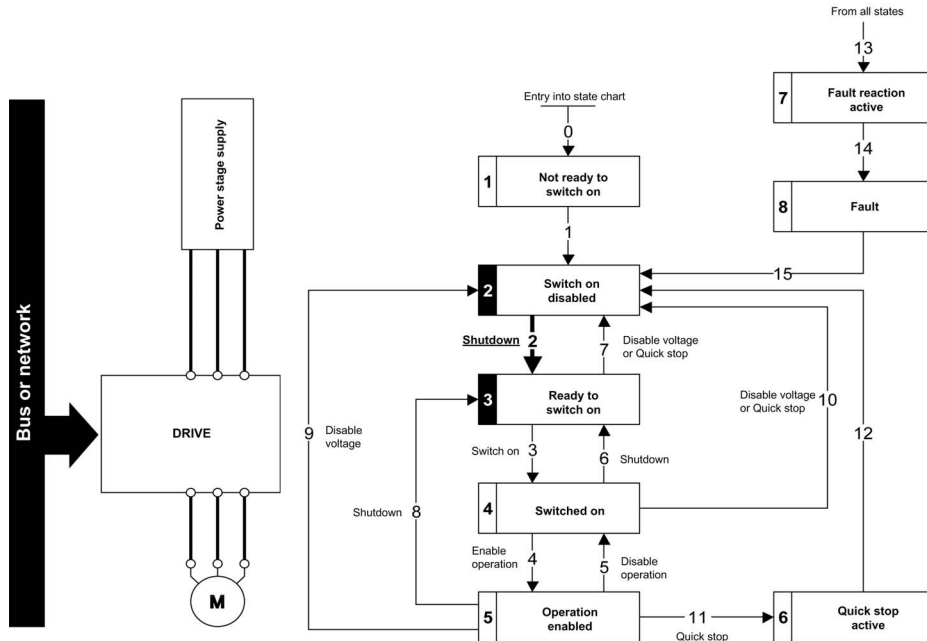 From all states
13
7
Fault reaction
active
14
8
Fault
15
Entry into state chart
0
1
Not ready to
switch on
1
2
Switch on
disabled
Shutdown
2
7
Disable voltage
or Quick stop
3
Ready to
switch on
Switch on
3
6
Shutdown
4
Switched on
Enable
operation
4
5
Disable
operation
5
Operation
enabled
11
Quick stop
6
Quick stop
active
9
Disable
voltage
Shutdown
8
Disable voltage
or Quick stop
10
12
Bus or network
Power stage supply
DRIVE
M